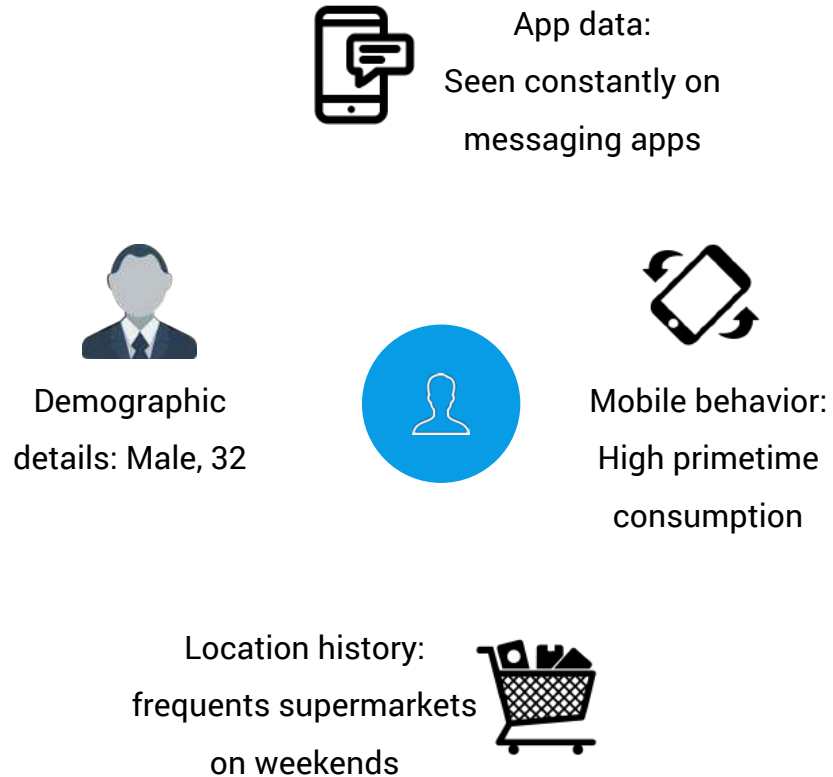 App data:
Seen constantly on
messaging apps
Demographic
details: Male, 32
Mobile behavior:
High primetime
consumption
Location history:
frequents supermarkets
on weekends